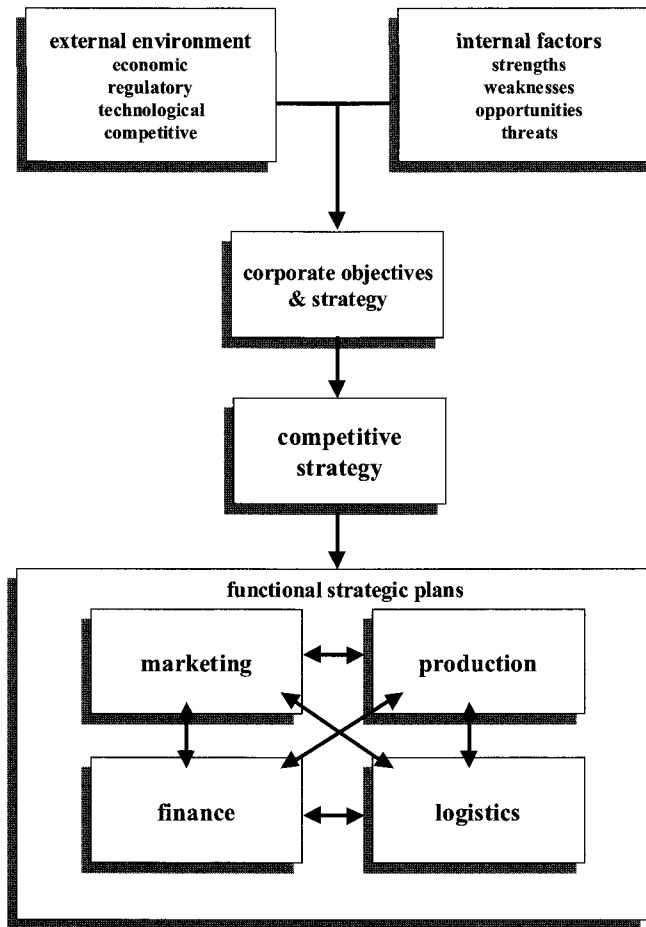 external environment
economic
regulatory
technological
competitive
internal factors
strengths
weaknesses
opportunities
threats
corporate objectives
& strategy
competitive
strategy
functional strategic plans
marketing
production
finance
logistics